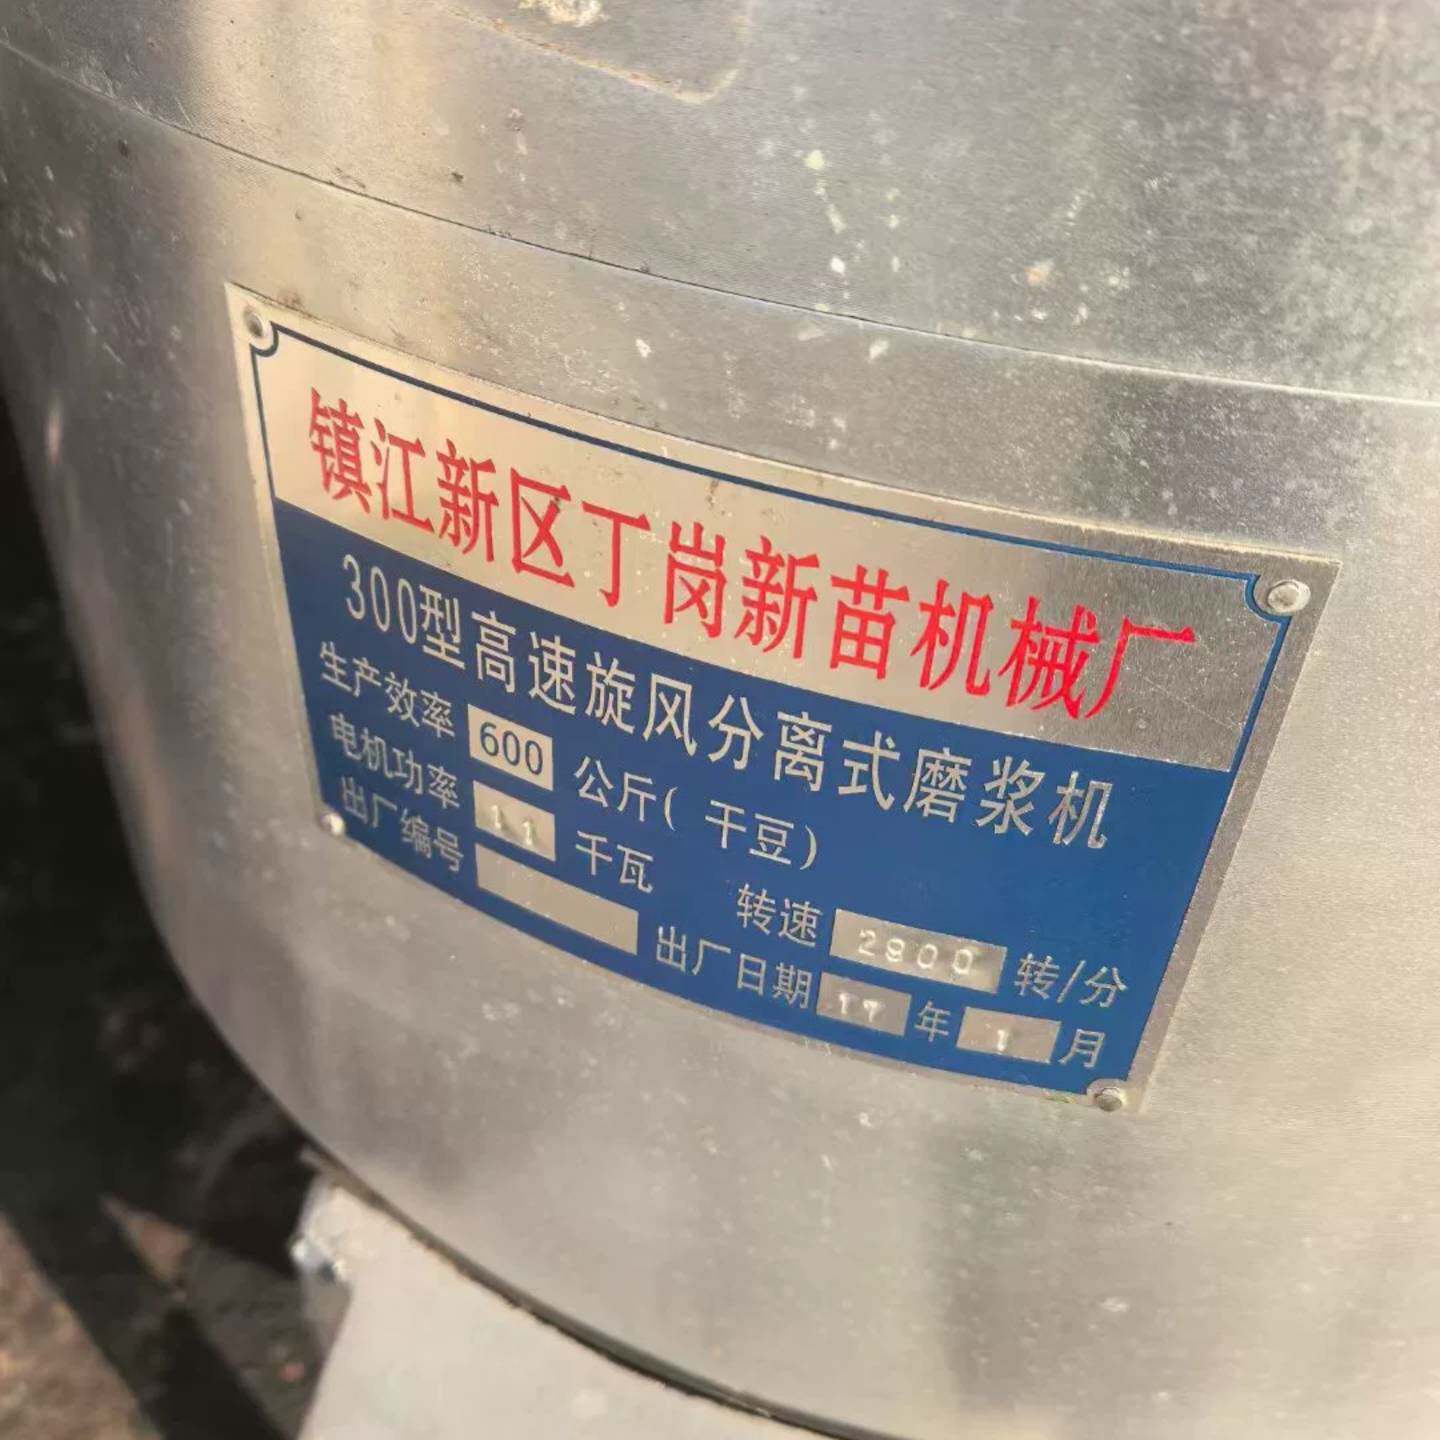 镇江新区丁岗新苗机械厂
300型高速旋风分离式磨浆机
生产效率 600 公斤(干豆)
电机功率 11 千瓦 转速 2800 转/分
出厂编号 出厂日期 17 年 1 月